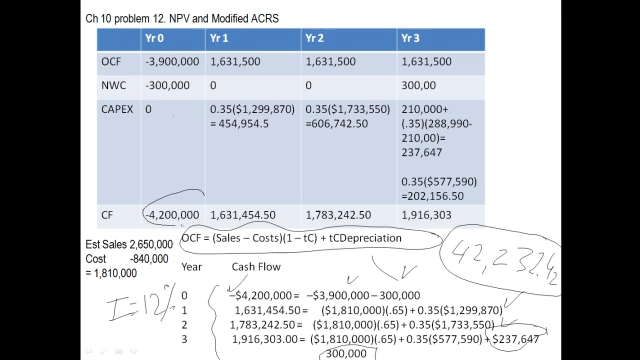 Ch 10 problem 12. NPV and Modified ACRS
Yr 0 Yr 1 Yr 2 Yr 3
OCF -3,900,000 1,631,500 1,631,500 1,631,500
NWC -300,000 0 0 300,00
CAPEX 0 0.35($1,299,870) 0.35($1,733,550) 210,000+
= 454,954.5 =606,742.50 (.35)(288,990-
210,00)=
237,647
0.35($577,590)
=202,156.50
CF -4,200,000 1,631,454.50 1,783,242.50 1,916,303
OCF = (Sales – Costs)(1 – tC) + tCDepreciation
Est Sales 2,650,000
Cost -840,000
= 1,810,000
I=12%
42,232.42
Year Cash Flow
0 –$4,200,000 = –$3,900,000 – 300,000
1 1,631,454.50 = ($1,810,000)(.65) + 0.35($1,299,870)
2 1,783,242.50 = ($1,810,000)(.65) + 0.35($1,733,550)
3 1,916,303.00 = ($1,810,000)(.65) + 0.35($577,590) + $237,647
300,000